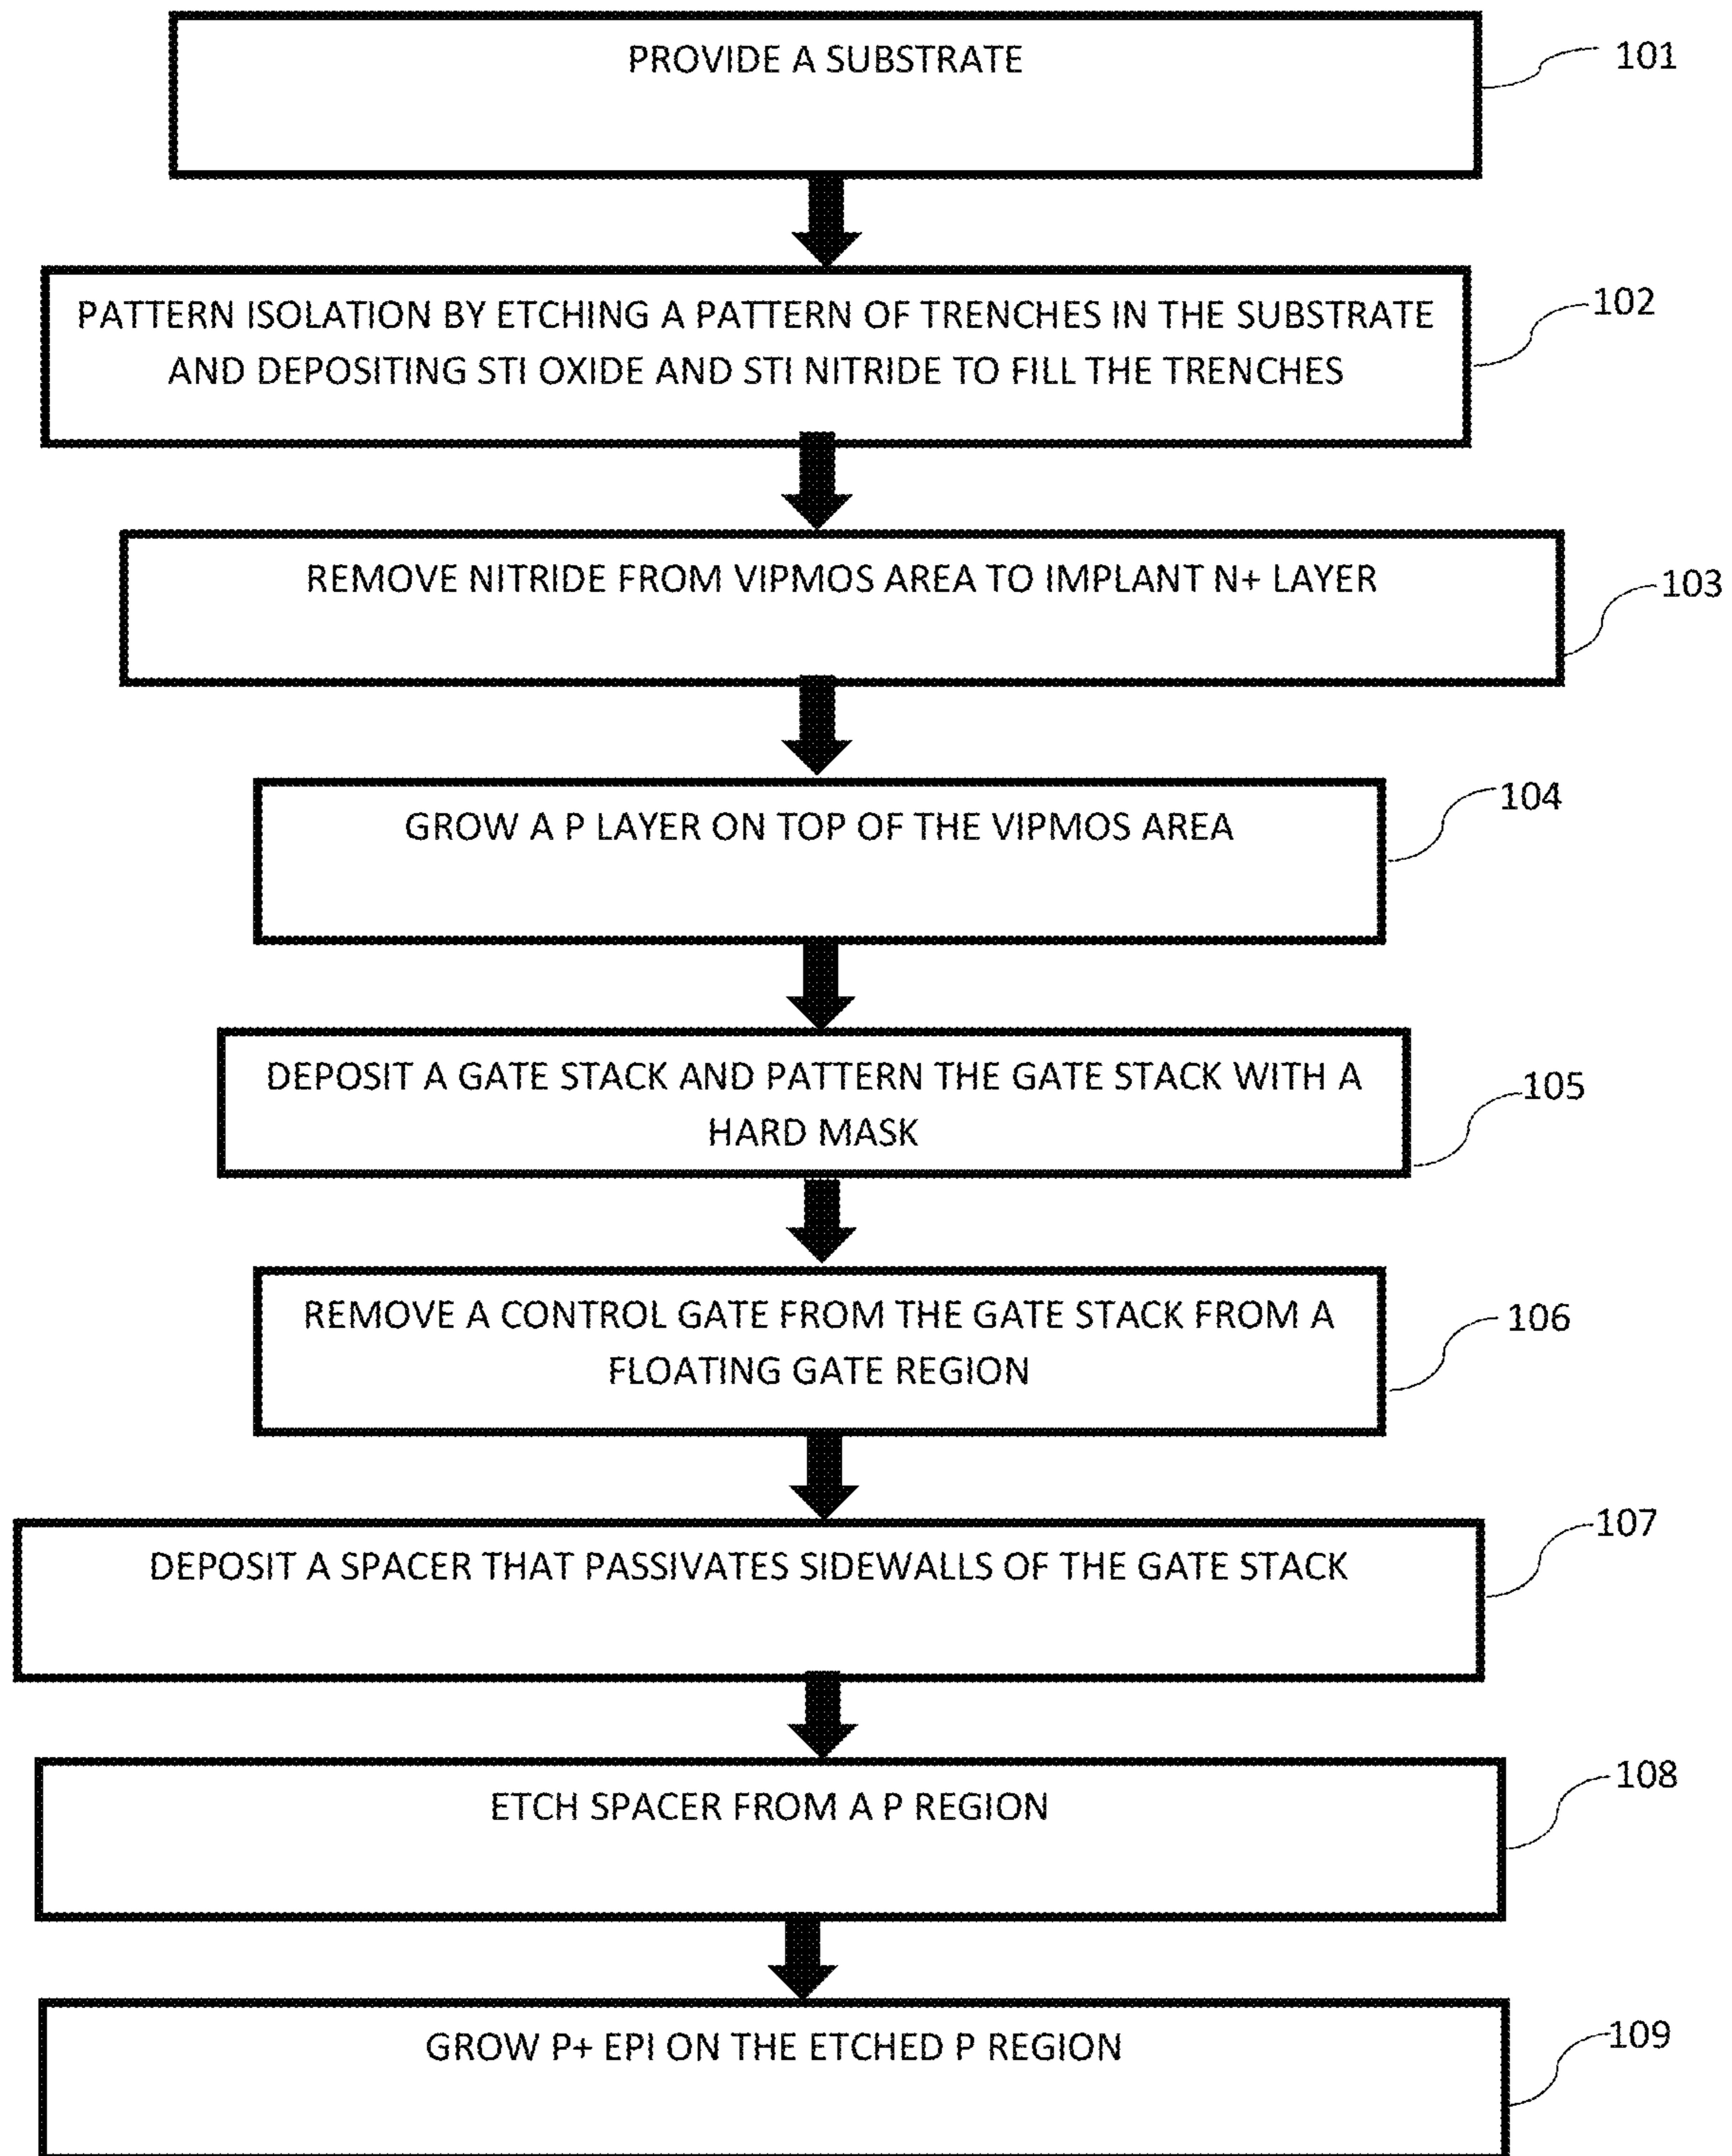 PROVIDE A SUBSTRATE
101
PATTERN ISOLATION BY ETCHING A PATTERN OF TRENCHES IN THE SUBSTRATE
AND DEPOSITING STI OXIDE AND STI NITRIDE TO FILL THE TRENCHES
102
REMOVE NITRIDE FROM VIPMOS AREA TO IMPLANT N+ LAYER
103
GROW A P LAYER ON TOP OF THE VIPMOS AREA
104
DEPOSIT A GATE STACK AND PATTERN THE GATE STACK WITH A
HARD MASK
105
REMOVE A CONTROL GATE FROM THE GATE STACK FROM A
FLOATING GATE REGION
106
DEPOSIT A SPACER THAT PASSIVATES SIDEWALLS OF THE GATE STACK
107
ETCH SPACER FROM A P REGION
108
GROW P+ EPI ON THE ETCHED P REGION
109